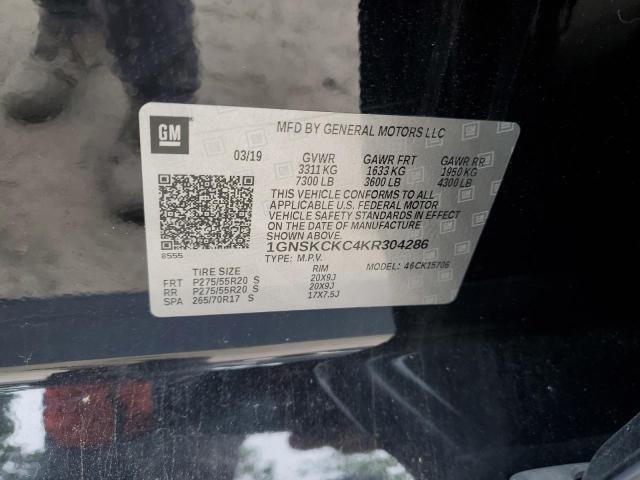 GM
MFD BY GENERAL MOTORS LLC
03/19 GVWR GAWR FRT GAWR RR
3311 KG 1633 KG 1950 KG
7300 LB 3600 LB 4300 LB
THIS VEHICLE CONFORMS TO ALL
APPLICABLE U.S. FEDERAL MOTOR
VEHICLE SAFETY AND THEFT PREVENTION
STANDARDS IN EFFECT ON THE
DATE OF MANUFACTURE
SHOWN ABOVE.
8555 1GNSKCKC4KR304286
TYPE: M.P.V. MODEL: 46CK15706
TIRE SIZE RIM
FRT P275/55R20 S 20X9J
RR P275/55R20 S 20X9J
SPA 265/70R17 S 17X7.5J